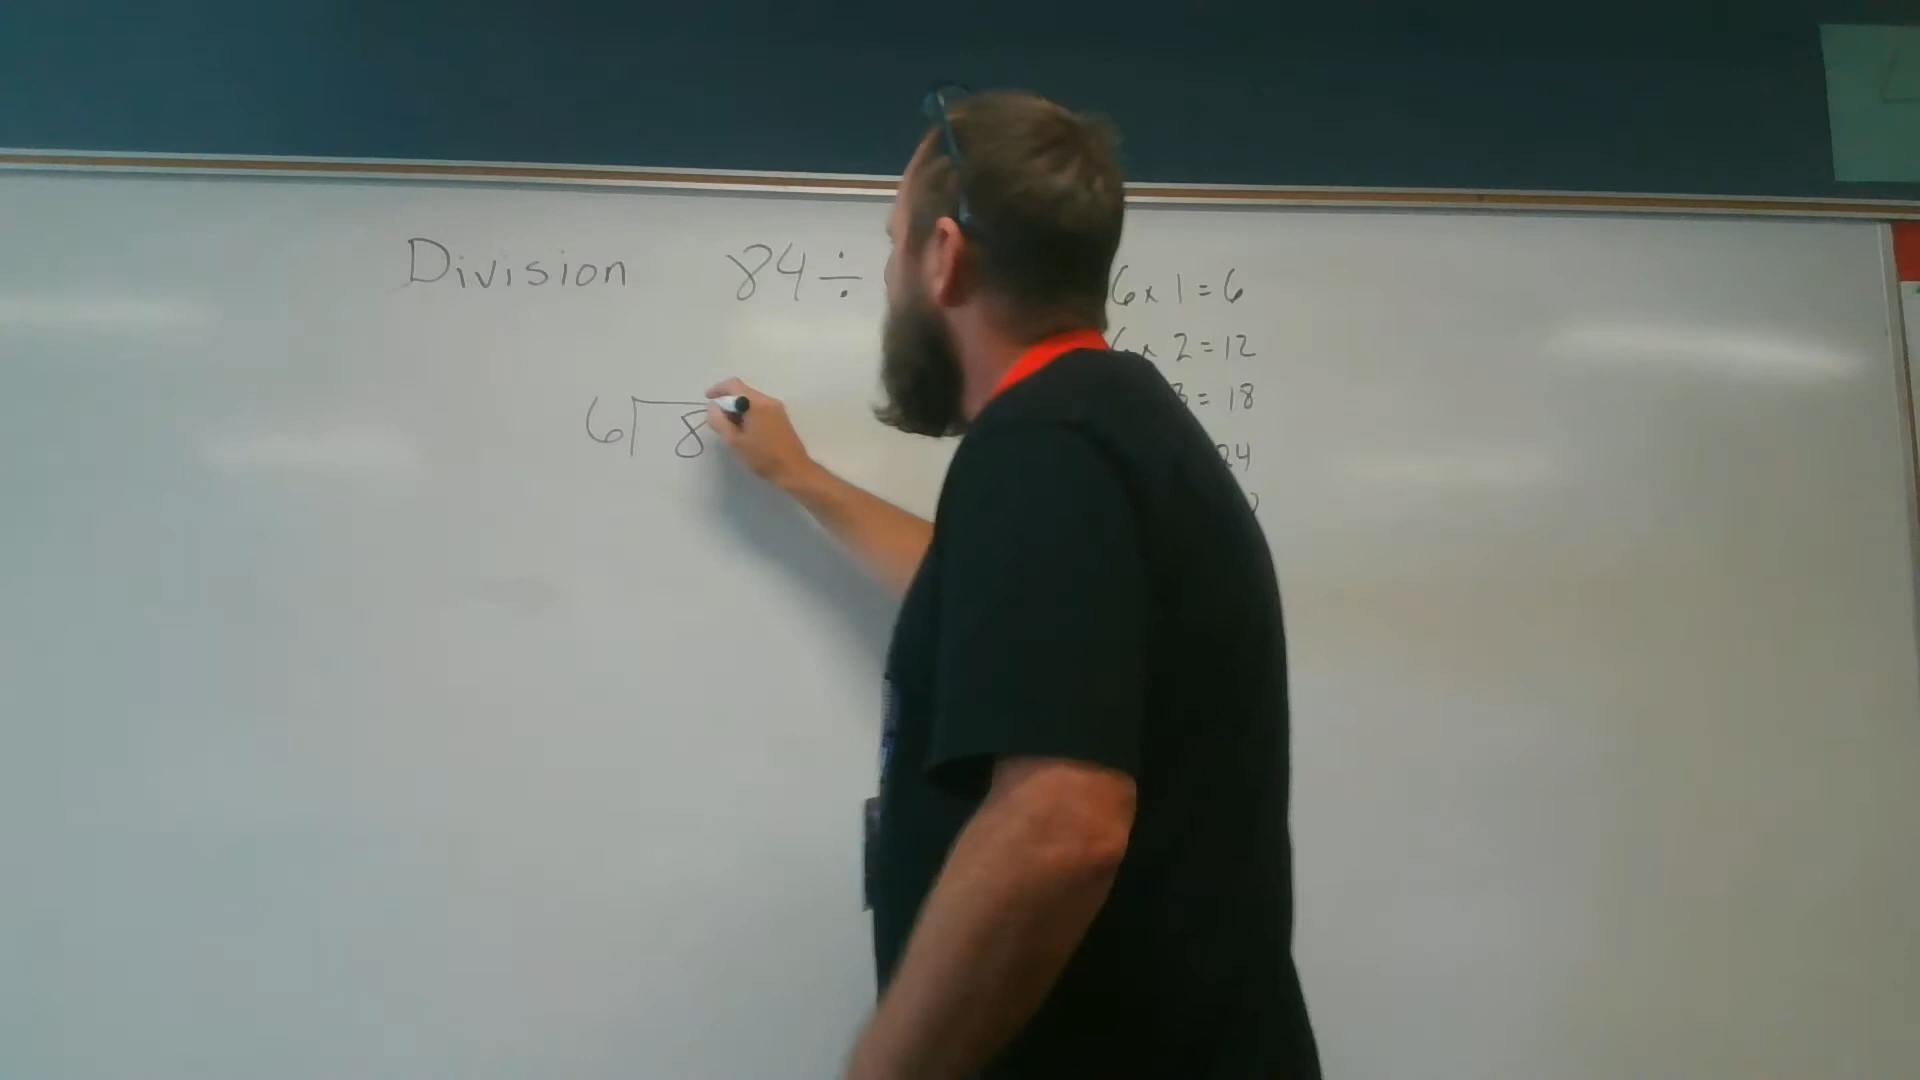 Division 84 ÷
6 x 1 = 6
6 x 2 = 12
3 = 18
24
6 8